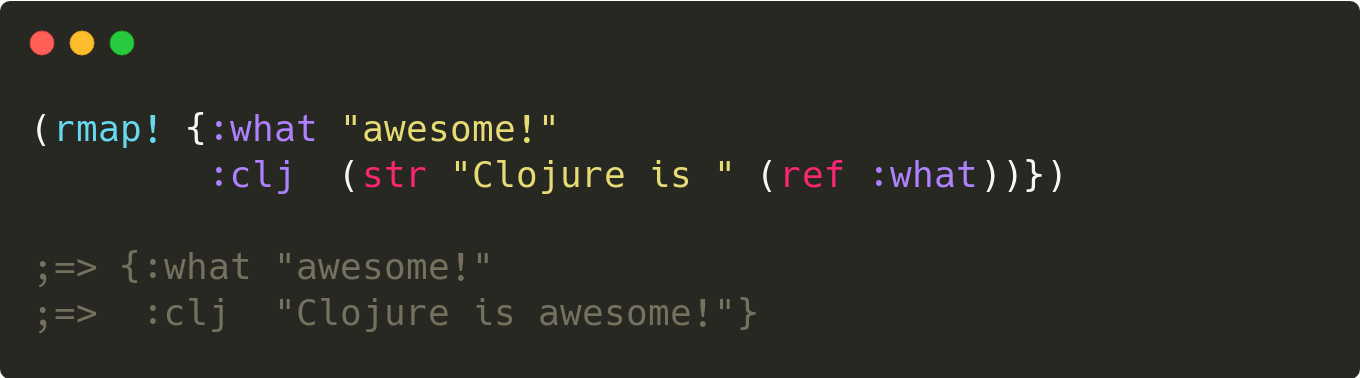 (rmap! {:what "awesome!"
        :clj  (str "Clojure is " (ref :what))})

;=> {:what "awesome!"
;=>  :clj  "Clojure is awesome!"}